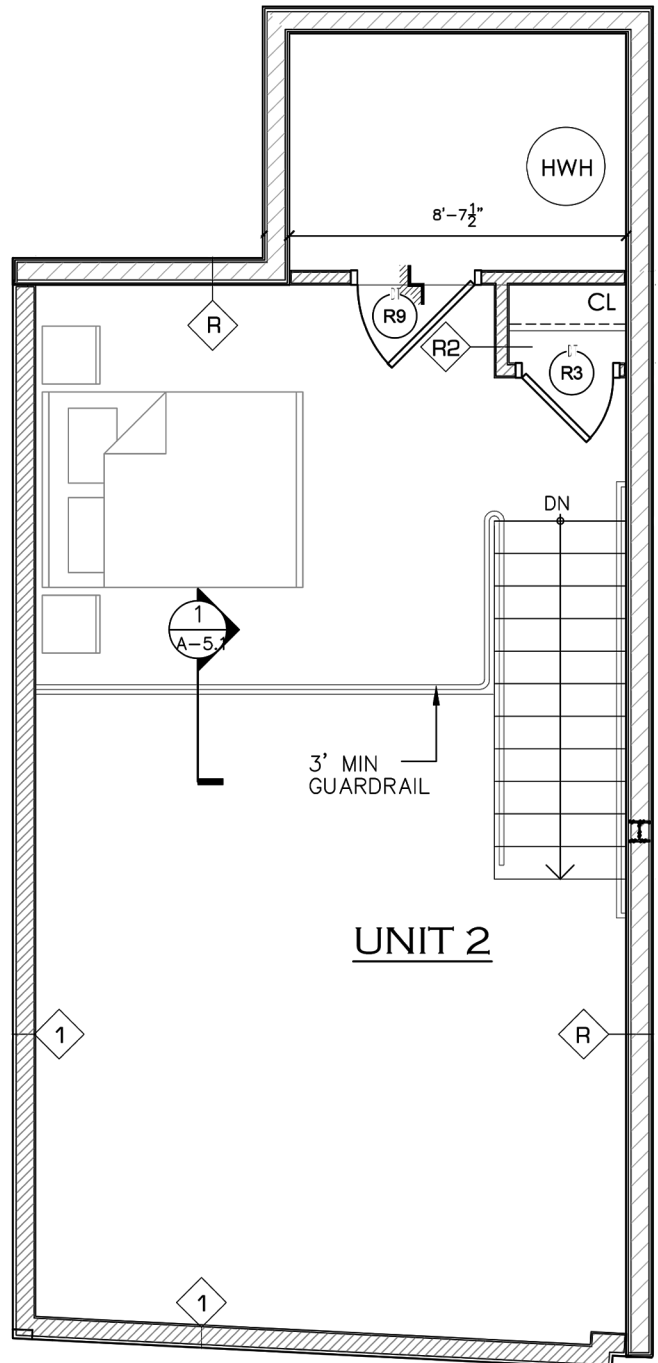 HWH
8'-7½"
CL
R9
R
R2
R3
DN
1
A-5.1
3' MIN
GUARDRAIL
UNIT 2
1
R
1